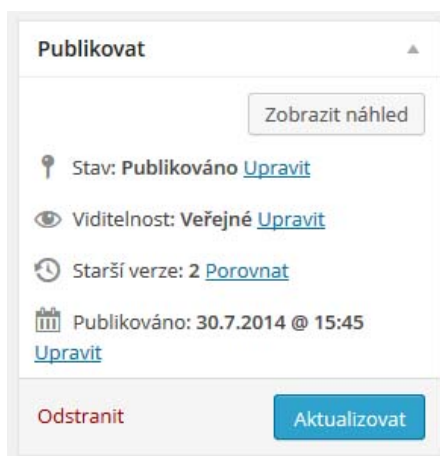 Publikovat
Zobrazit náhled
Stav: Publikováno Upravit
Viditelnost: Veřejné Upravit
Starší verze: 2 Porovnat
Publikováno: 30.7.2014 @ 15:45
Upravit
Odstranit
Aktualizovat